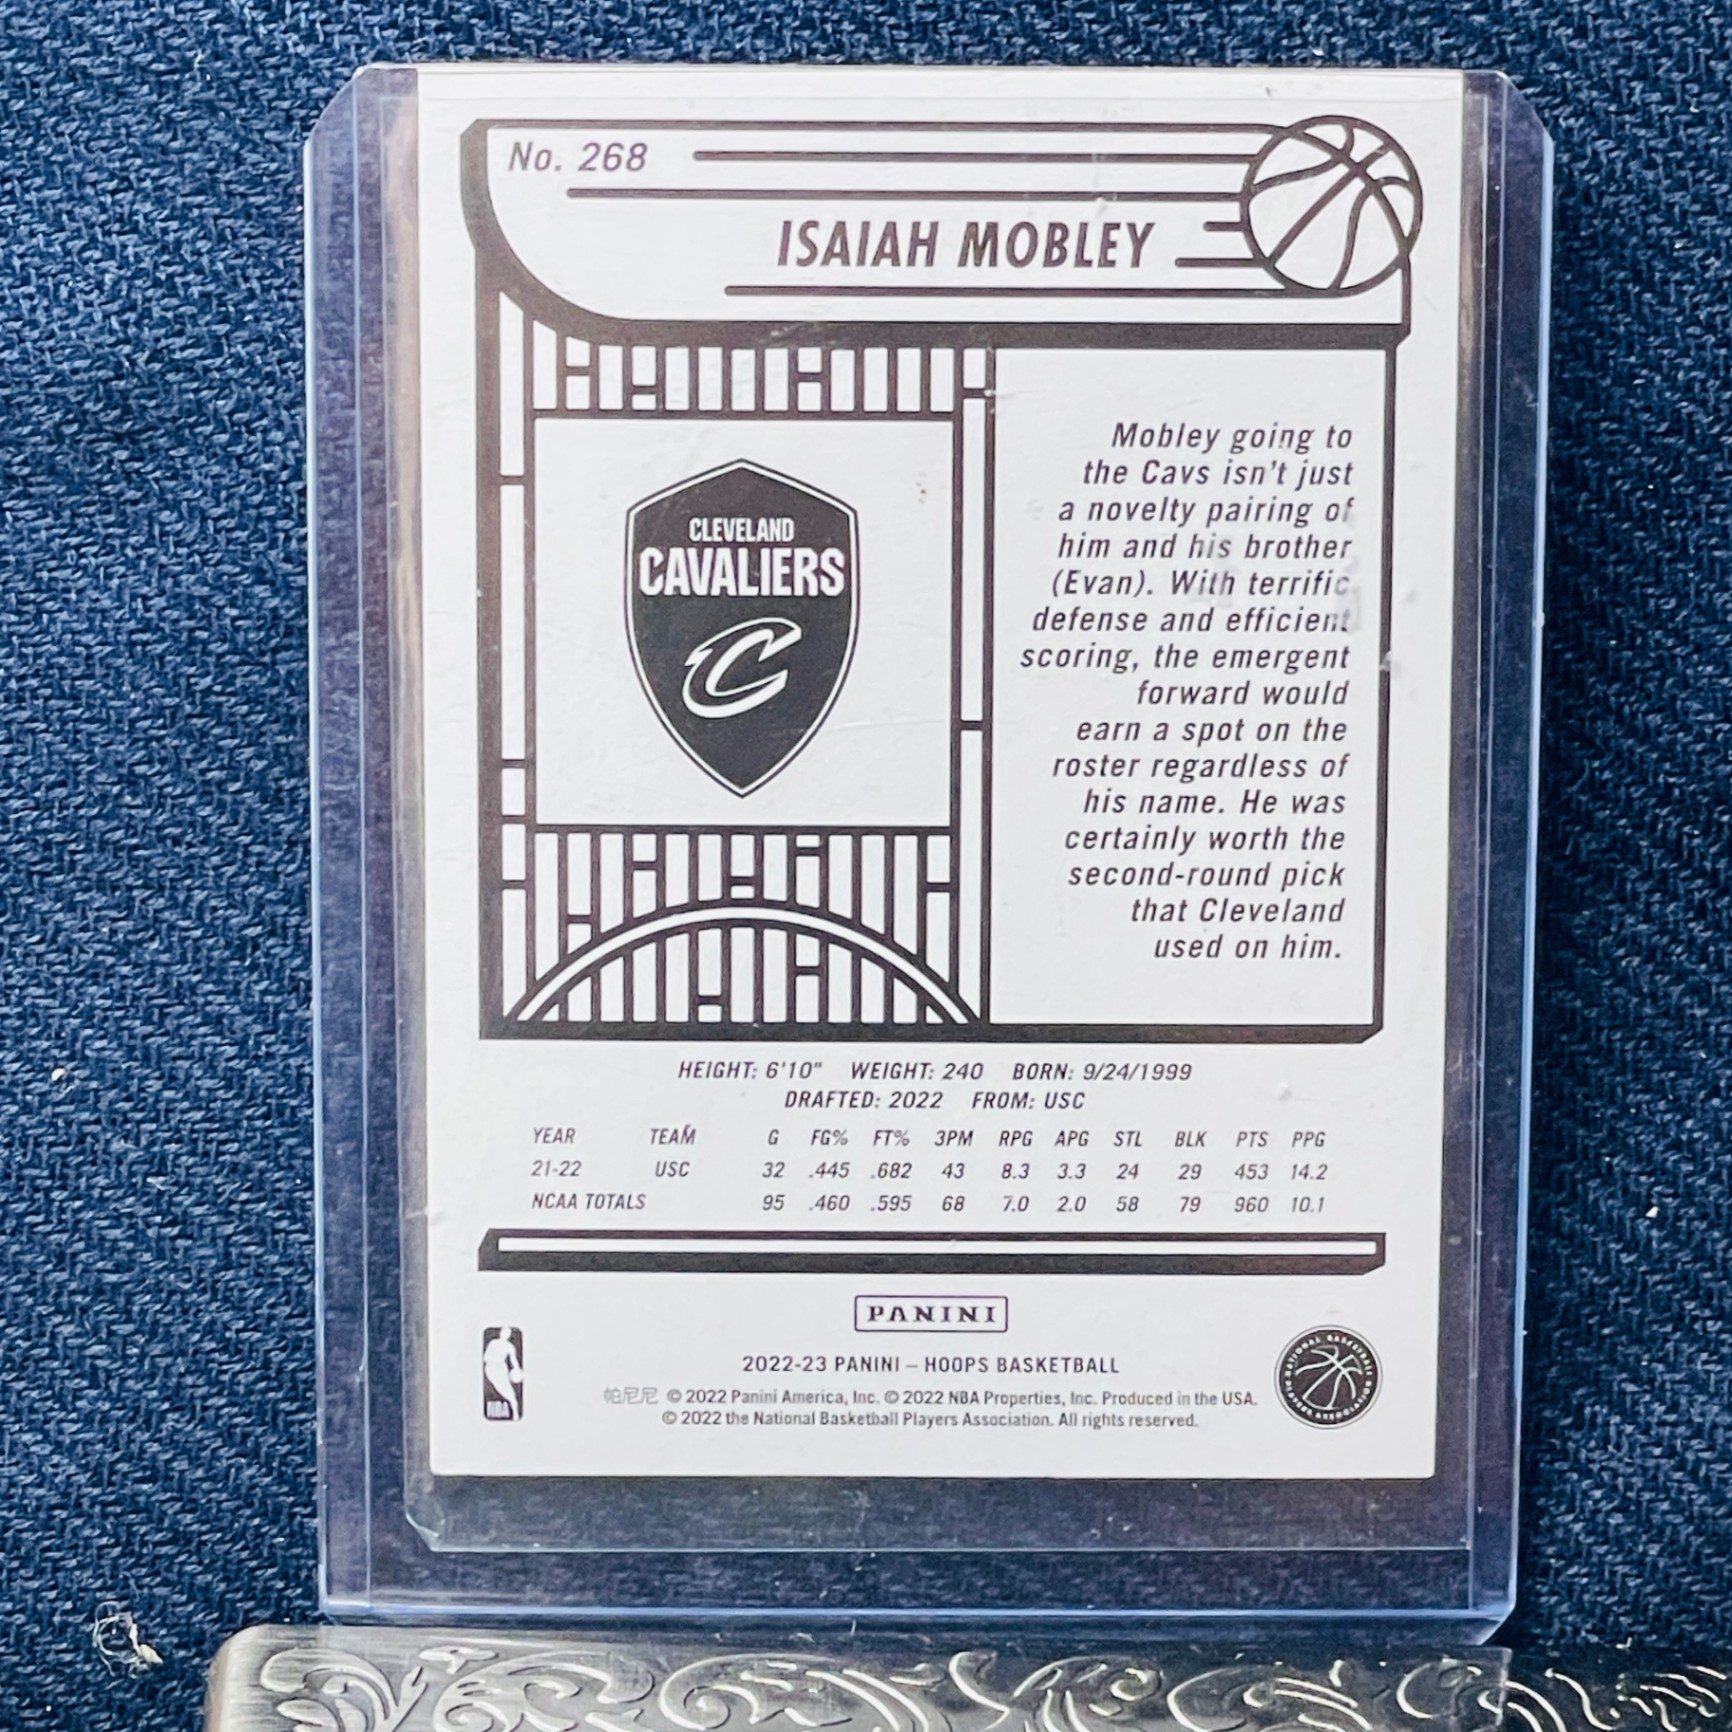 No. 268
ISAIAH MOBLEY
CLEVELAND
CAVALIERS
C
Mobley going to
the Cavs isn't just
a novelty pairing of
him and his brother
(Evan). With terrific
defense and efficient
scoring, the emergent
forward would
earn a spot on the
roster regardless of
his name. He was
certainly worth the
second-round pick
that Cleveland
used on him.
HEIGHT: 6'10" WEIGHT: 240 BORN: 9/24/1999
DRAFTED: 2022 FROM: USC
YEAR TEAM G FG% FT% 3PM RPG APG STL BLK PTS PPG
21-22 USC 32 .445 .682 43 8.3 3.3 24 29 453 14.2
NCAA TOTALS 95 .460 .595 68 7.0 2.0 58 79 960 10.1
PANINI
2022-23 PANINI – HOOPS BASKETBALL
帕尼尼 © 2022 Panini America, Inc. © 2022 NBA Properties, Inc. Produced in the USA.
© 2022 the National Basketball Players Association. All rights reserved.
NBA
NATIONAL BASKETBALL PLAYERS ASSOCIATION